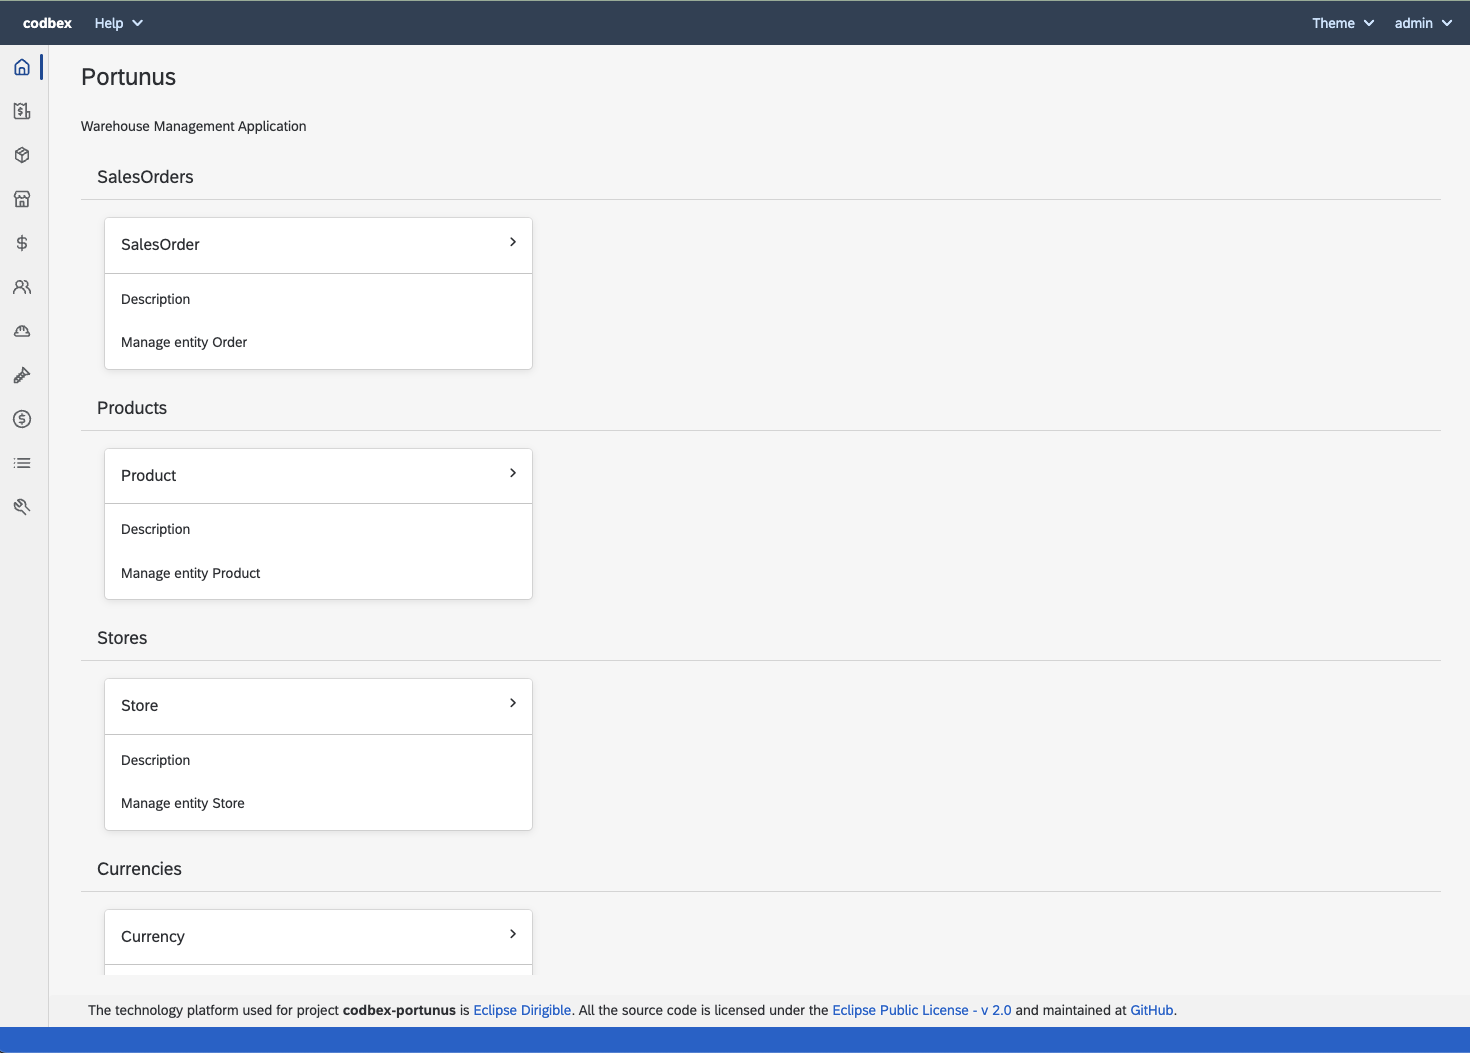 codbex Help Theme admin
Portunus
Warehouse Management Application
SalesOrders
SalesOrder
Description
Manage entity Order
Products
Product
Description
Manage entity Product
Stores
Store
Description
Manage entity Store
Currencies
Currency
The technology platform used for project codbex-portunus is Eclipse Dirigible. All the source code is licensed under the Eclipse Public License - v 2.0 and maintained at GitHub.